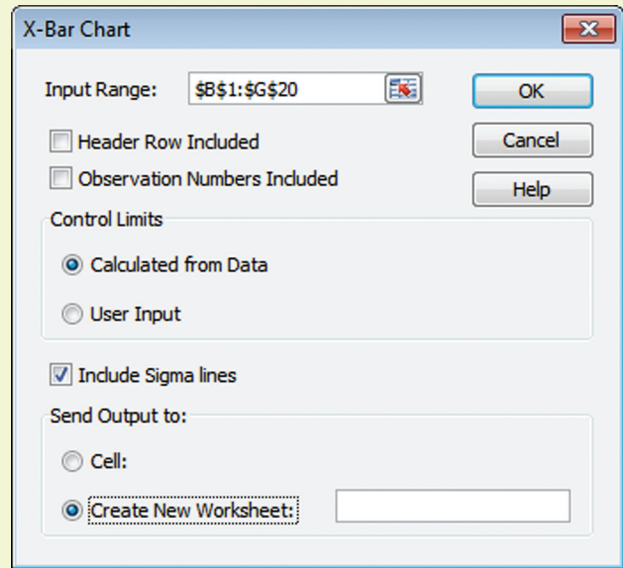 X-Bar Chart
Input Range: $B$1:$G$20
OK
Header Row Included
Cancel
Observation Numbers Included
Help
Control Limits
Calculated from Data
User Input
Include Sigma lines
Send Output to:
Cell:
Create New Worksheet: